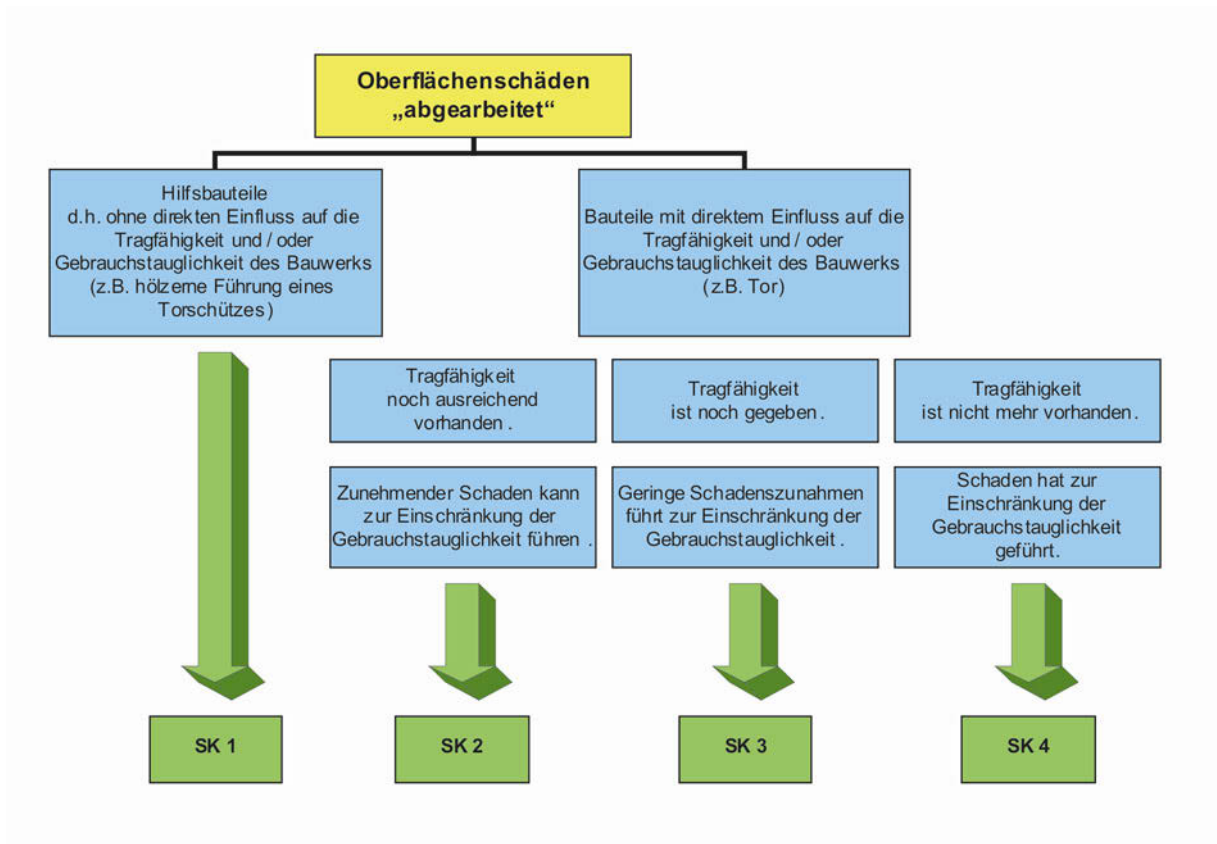 Oberflächenschäden
„abgearbeitet“
Hilfsbauteile
d.h. ohne direkten Einfluss auf die
Tragfähigkeit und / oder
Gebrauchstauglichkeit des Bauwerks
(z.B. hölzerne Führung eines
Torschützes)
Bauteile mit direktem Einfluss auf die
Tragfähigkeit und / oder
Gebrauchstauglichkeit des Bauwerks
(z.B. Tor)
Tragfähigkeit
noch ausreichend
vorhanden .
Tragfähigkeit
ist noch gegeben .
Tragfähigkeit
ist nicht mehr vorhanden .
Zunehmender Schaden kann
zur Einschränkung der
Gebrauchstauglichkeit führen .
Geringe Schadenszunahmen
führt zur Einschränkung der
Gebrauchstauglichkeit .
Schaden hat zur
Einschränkung der
Gebrauchstauglichkeit
geführt.
SK 1
SK 2
SK 3
SK 4